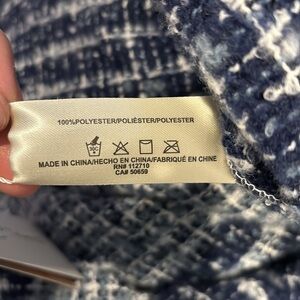 100%POLYESTER/POLIÉSTER/POLYESTER
MADE IN CHINA/HECHO EN CHINA/FABRIQUÉ EN CHINE
RN# 112710
CA# 50659